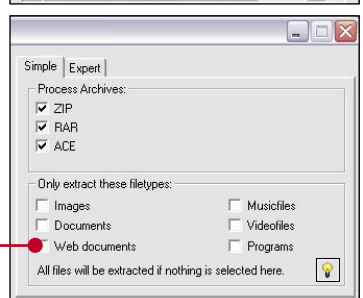 Simple Expert
Process Archives:
ZIP
RAR
ACE
Only extract these filetypes:
Images Musicfiles
Documents Videofiles
Web documents Programs
All files will be extracted if nothing is selected here.